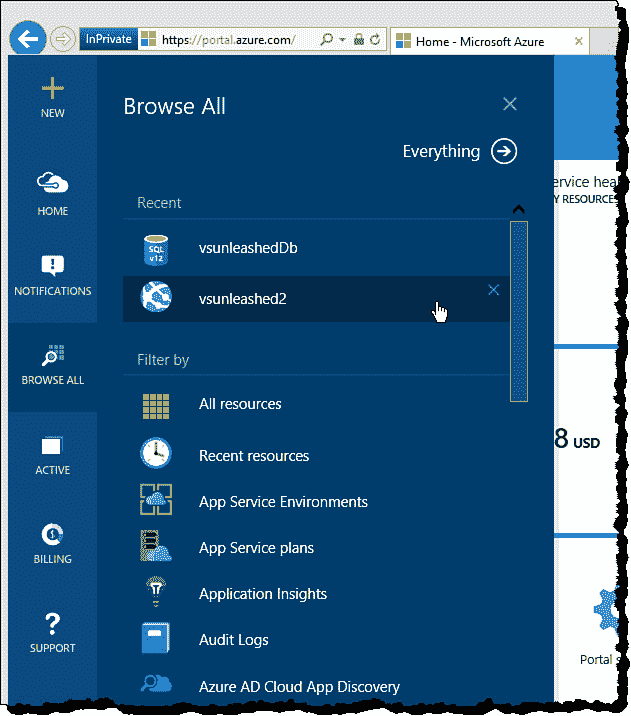 InPrivate
https://portal.azure.com/
Home - Microsoft Azure
NEW
HOME
NOTIFICATIONS
BROWSE ALL
ACTIVE
BILLING
SUPPORT
Browse All
Everything
Recent
SQL
v12
vsunleashedDb
vsunleashed2
Filter by
All resources
Recent resources
App Service Environments
App Service plans
Application Insights
Audit Logs
Azure AD Cloud App Discovery
ervice hea
Y RESOURCES
8 USD
Portal s